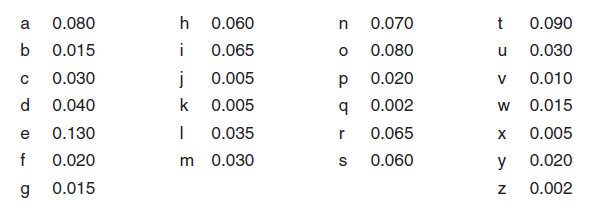 a 0.080 h 0.060 n 0.070 t 0.090
b 0.015 i 0.065 o 0.080 u 0.030
c 0.030 j 0.005 p 0.020 v 0.010
d 0.040 k 0.005 q 0.002 w 0.015
e 0.130 l 0.035 r 0.065 x 0.005
f 0.020 m 0.030 s 0.060 y 0.020
g 0.015 z 0.002